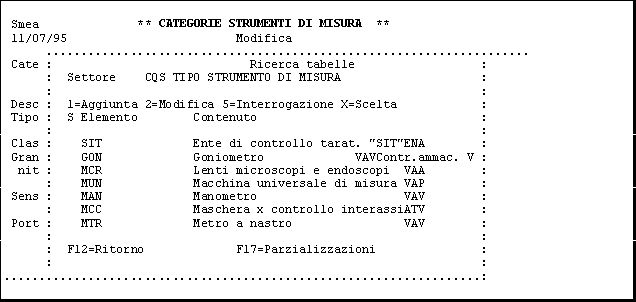 Smea ** CATEGORIE STRUMENTI DI MISURA **
11/07/95 Modifica
................................................................
Cate : Ricerca tabelle :
: Settore CQS TIPO STRUMENTO DI MISURA :
: :
Desc : 1=Aggiunta 2=Modifica 5=Interrogazione X=Scelta :
Tipo : S Elemento Contenuto :
: :
Clas : SIT Ente di controllo tarat. "SIT"ENA :
Gran : GON Goniometro VAVContr.ammac. V :
nit : MCR Lenti microscopi e endoscopi VAA :
: MUN Macchina universale di misura VAP :
Sens : MAN Manometro VAV :
: MCC Maschera x controllo interassiATV :
Port : MTR Metro a nastro VAV :
: :
: F12=Ritorno F17=Parzializzazioni :
: :
.....................................................................: